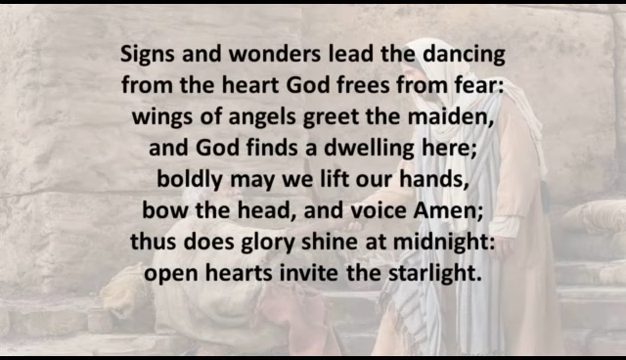 Signs and wonders lead the dancing
from the heart God frees from fear:
wings of angels greet the maiden,
and God finds a dwelling here;
boldly may we lift our hands,
bow the head, and voice Amen;
thus does glory shine at midnight:
open hearts invite the starlight.